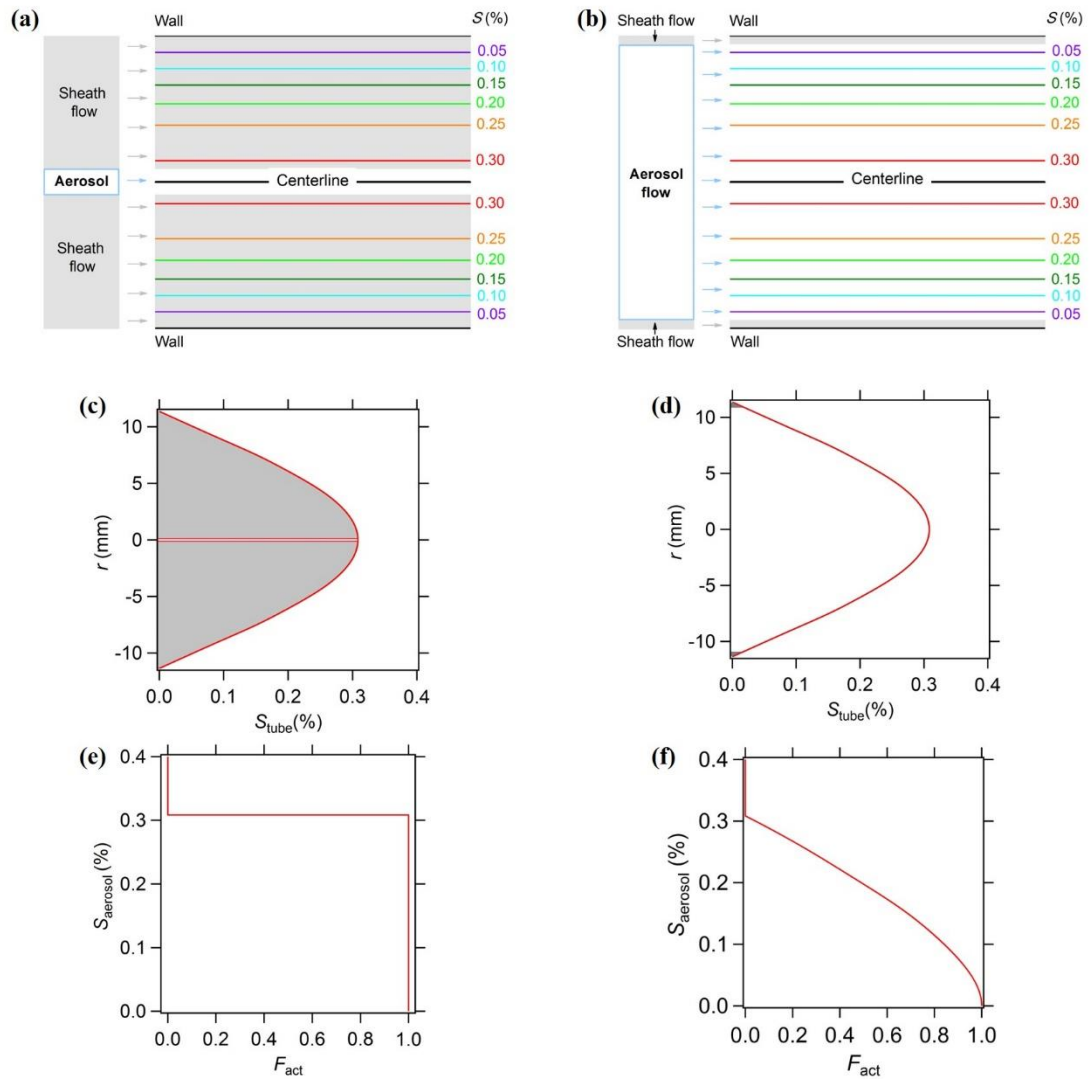 (a)
Wall
S (%)
Sheath flow
Aerosol
Sheath flow
Centerline
0.05
0.10
0.15
0.20
0.25
0.30
0.30
0.25
0.20
0.15
0.10
0.05
Wall
(b)
Sheath flow
Wall
S (%)
Aerosol flow
Centerline
0.05
0.10
0.15
0.20
0.25
0.30
0.30
0.25
0.20
0.15
0.10
0.05
Sheath flow
Wall
(c)
r (mm)
10
5
0
-5
-10
0.0 0.1 0.2 0.3 0.4
Stube(%)
(d)
r (mm)
10
5
0
-5
-10
0.0 0.1 0.2 0.3 0.4
Stube(%)
(e)
Saerosol (%)
0.4
0.3
0.2
0.1
0.0
0.0 0.2 0.4 0.6 0.8 1.0
Fact
(f)
Saerosol (%)
0.4
0.3
0.2
0.1
0.0
0.0 0.2 0.4 0.6 0.8 1.0
Fact